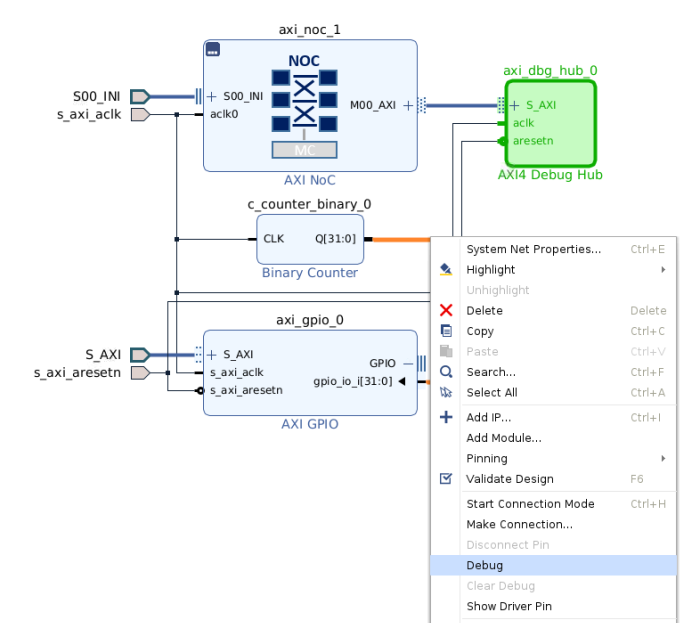 axi_noc_1
NOC
S00_INI
S00_INI
M00_AXI
s_axi_aclk
aclk0
MC
AXI NoC
axi_dbg_hub_0
S_AXI
aclk
aresetn
AXI4 Debug Hub
c_counter_binary_0
CLK
Q[31:0]
Binary Counter
axi_gpio_0
S_AXI
S_AXI
GPIO
s_axi_aresetn
s_axi_aclk
gpio_io_i[31:0]
s_axi_aresetn
AXI GPIO
System Net Properties... Ctrl+E
Highlight
Unhighlight
Delete Delete
Copy Ctrl+C
Paste Ctrl+V
Search... Ctrl+F
Select All Ctrl+A
Add IP... Ctrl+I
Add Module...
Pinning
Validate Design F6
Start Connection Mode Ctrl+H
Make Connection...
Disconnect Pin
Debug
Clear Debug
Show Driver Pin